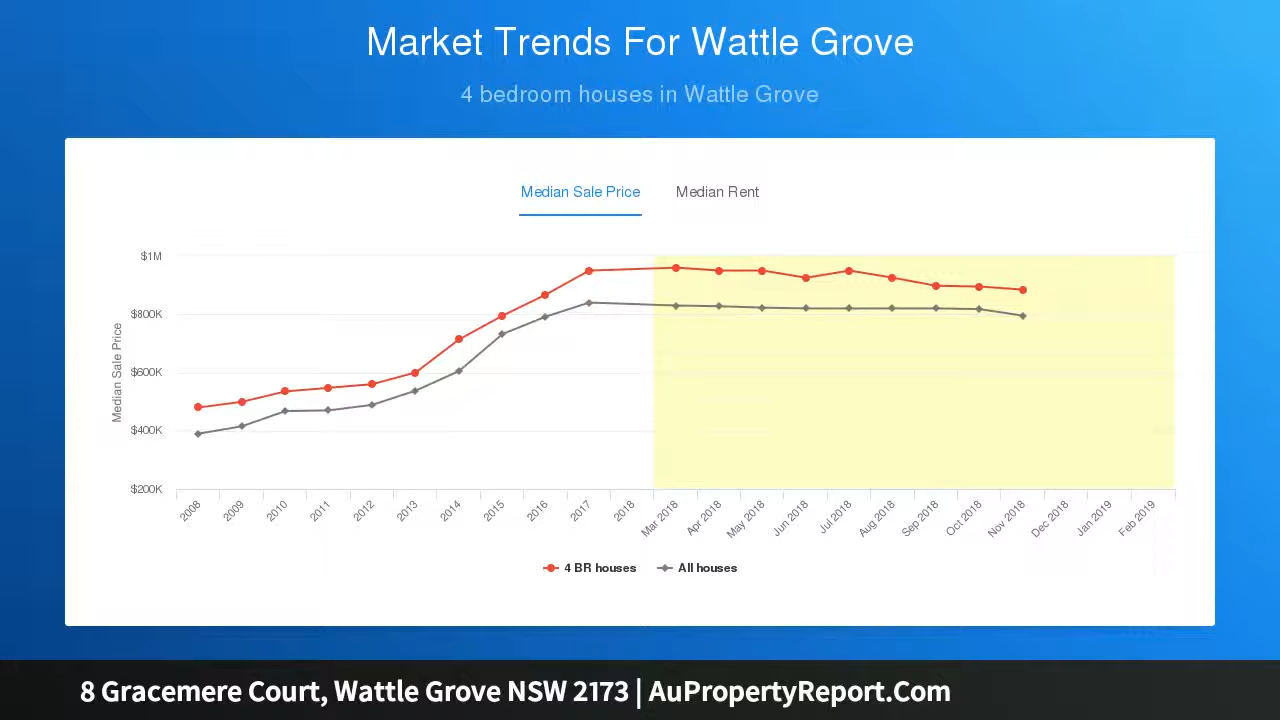 Market Trends For Wattle Grove
4 bedroom houses in Wattle Grove
Median Sale Price Median Rent
Median Sale Price
$1M
$800K
$600K
$400K
$200K
2008 2009 2010 2011 2012 2013 2014 2015 2016 2017 2018 Mar 2018 Apr 2018 May 2018 Jun 2018 Jul 2018 Aug 2018 Sep 2018 Oct 2018 Nov 2018 Dec 2018 Jan 2019 Feb 2019
4 BR houses All houses
8 Gracemere Court, Wattle Grove NSW 2173 | AuPropertyReport.Com